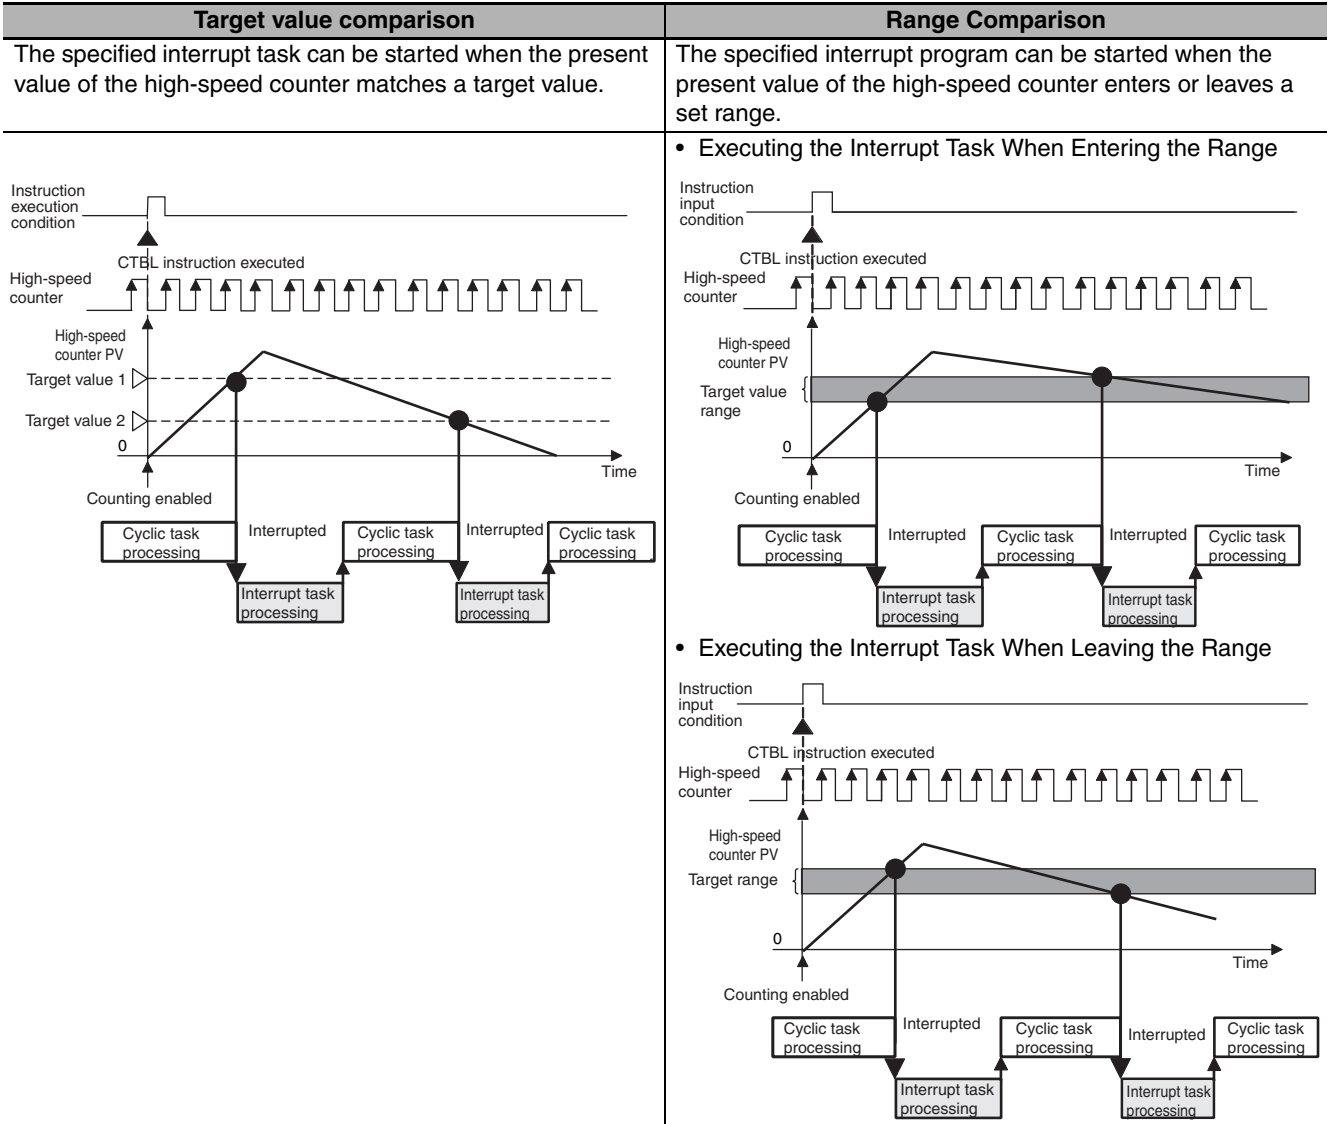 Target value comparison
Range Comparison
The specified interrupt task can be started when the present
value of the high-speed counter matches a target value.
The specified interrupt program can be started when the
present value of the high-speed counter enters or leaves a
set range.
Instruction
execution
condition
CTBL instruction executed
High-speed
counter
High-speed
counter PV
Target value 1
Target value 2
0
Time
Counting enabled
Cyclic task
processing
Interrupted
Cyclic task
processing
Interrupted
Cyclic task
processing
Interrupt task
processing
Interrupt task
processing
• Executing the Interrupt Task When Entering the Range
Instruction
input
condition
CTBL instruction executed
High-speed
counter
High-speed
counter PV
Target value
range
0
Time
Counting enabled
Cyclic task
processing
Interrupted
Cyclic task
processing
Interrupted
Cyclic task
processing
Interrupt task
processing
Interrupt task
processing
• Executing the Interrupt Task When Leaving the Range
Instruction
input
condition
CTBL instruction executed
High-speed
counter
High-speed
counter PV
Target range
0
Time
Counting enabled
Cyclic task
processing
Interrupted
Cyclic task
processing
Interrupted
Cyclic task
processing
Interrupt task
processing
Interrupt task
processing